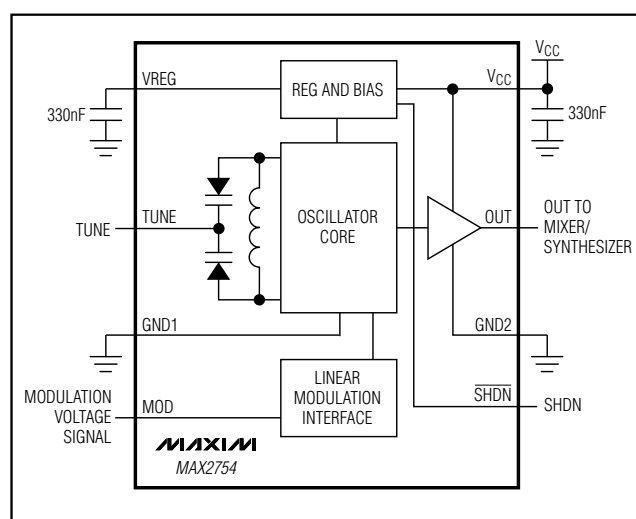 VCC
VREG
REG AND BIAS
VCC
330nF
330nF
TUNE
TUNE
OSCILLATOR
CORE
OUT
OUT TO
MIXER/
SYNTHESIZER
GND1
GND2
MODULATION
VOLTAGE
SIGNAL
MOD
LINEAR
MODULATION
INTERFACE
SHDN
SHDN
MAXIM
MAX2754